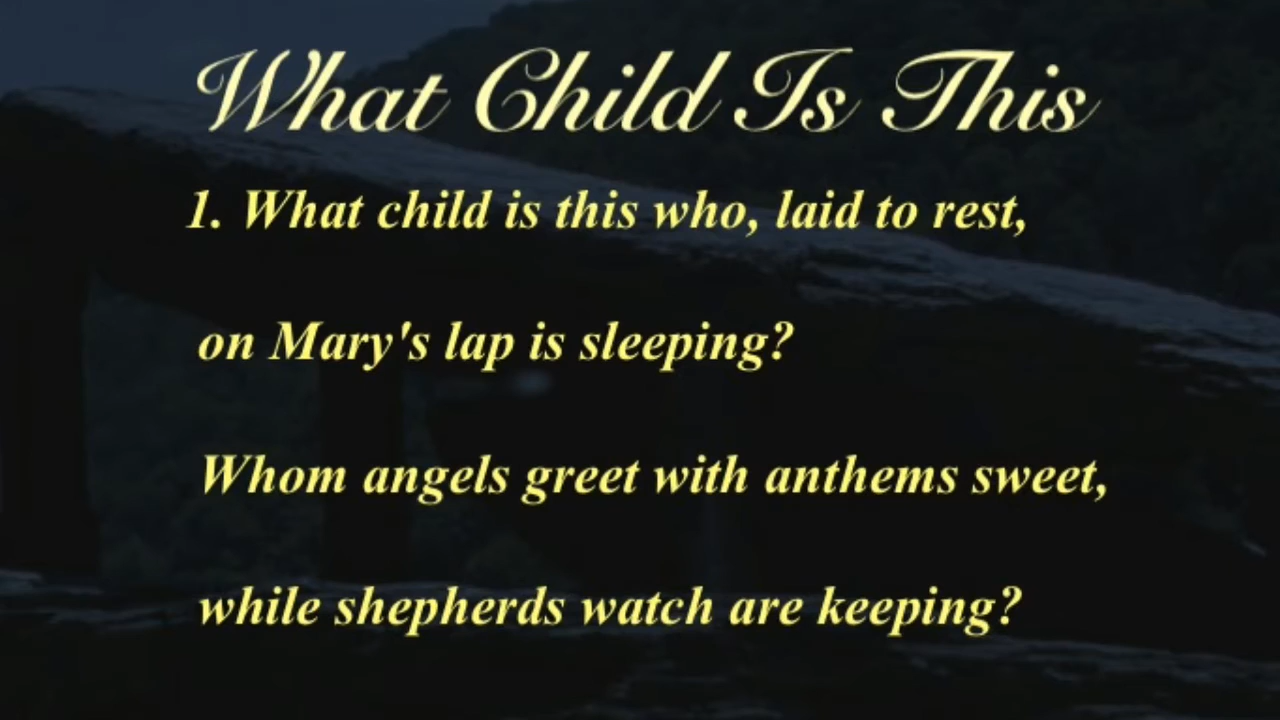 What Child Is This
1. What child is this who, laid to rest,
on Mary's lap is sleeping?
Whom angels greet with anthems sweet,
while shepherds watch are keeping?